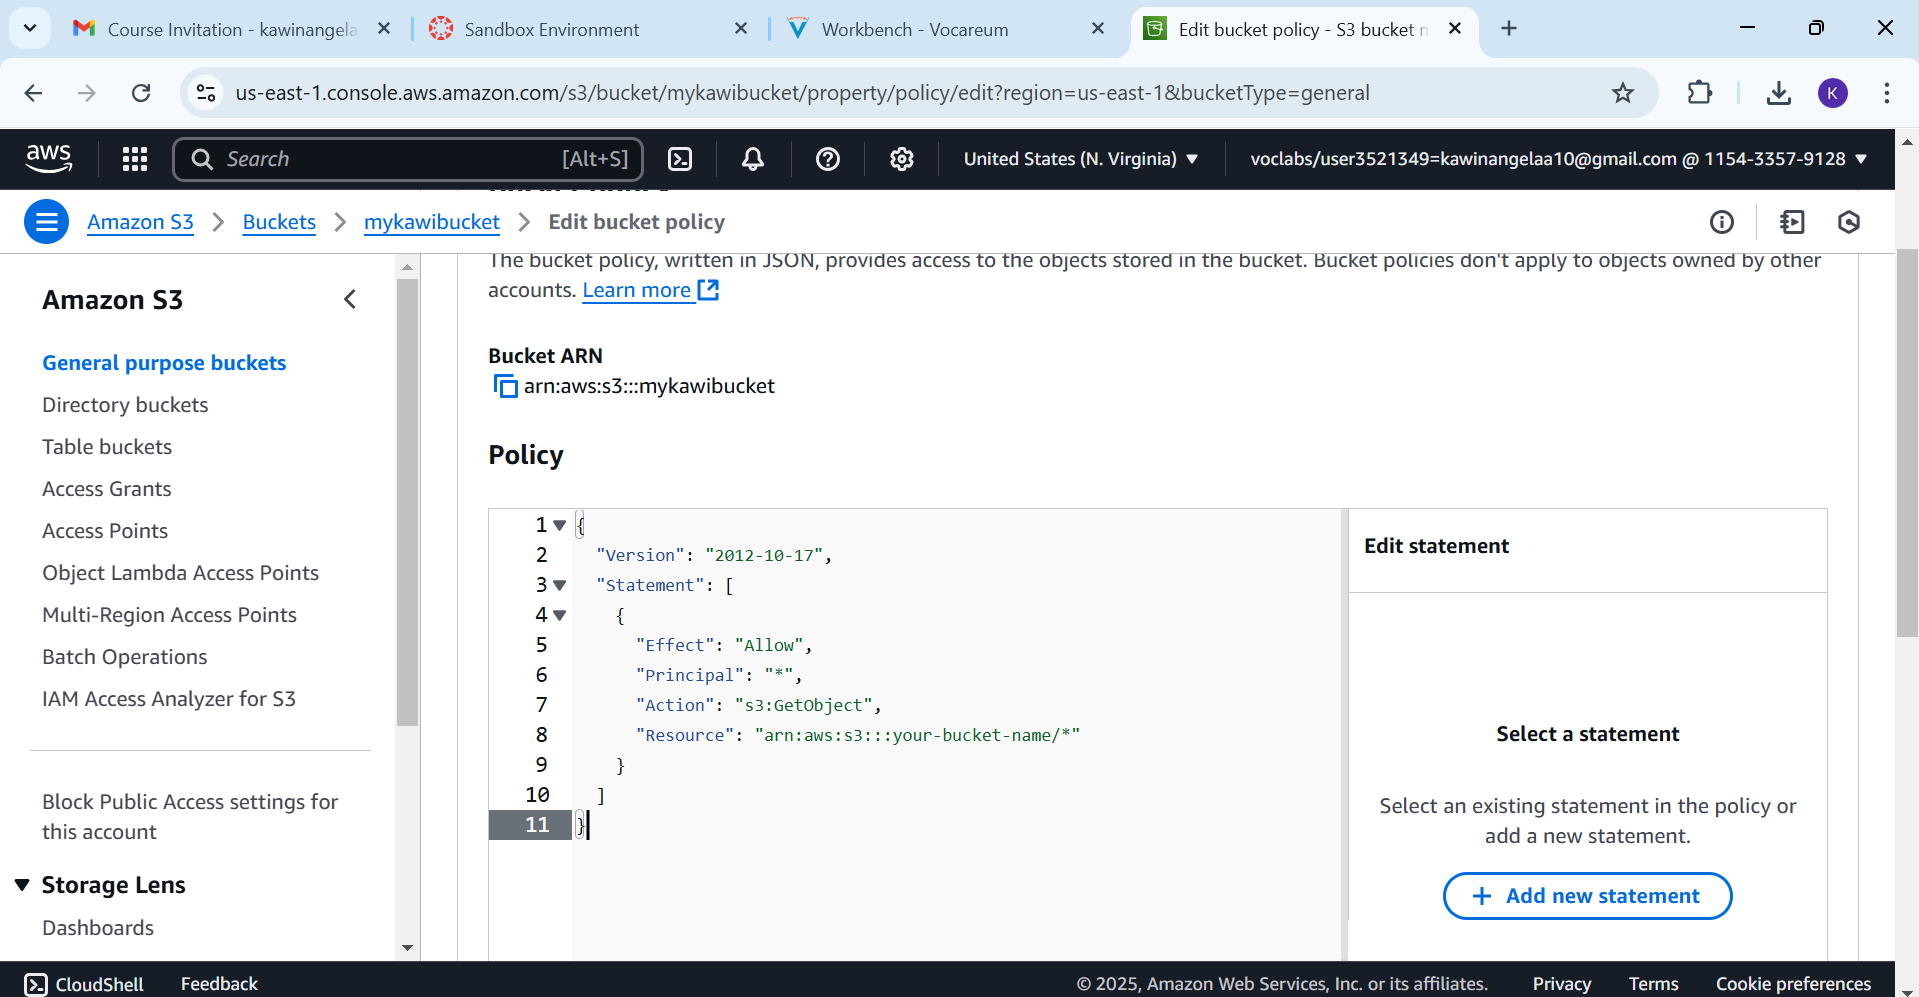 Course Invitation - kawinangela
Sandbox Environment
Workbench - Vocareum
Edit bucket policy - S3 bucket
us-east-1.console.aws.amazon.com/s3/bucket/mykawibucket/property/policy/edit?region=us-east-1&bucketType=general
K
aws
Search
[Alt+S]
United States (N. Virginia)
voclabs/user3521349=kawinangelaa10@gmail.com @ 1154-3357-9128
Amazon S3
Buckets
mykawibucket
Edit bucket policy
Amazon S3
General purpose buckets
Directory buckets
Table buckets
Access Grants
Access Points
Object Lambda Access Points
Multi-Region Access Points
Batch Operations
IAM Access Analyzer for S3
Block Public Access settings for
this account
Storage Lens
Dashboards
The bucket policy, written in JSON, provides access to the objects stored in the bucket. Bucket policies don't apply to objects owned by other
accounts. Learn more
Bucket ARN
arn:aws:s3:::mykawibucket
Policy
1 {
2 "Version": "2012-10-17",
3 "Statement": [
4 {
5 "Effect": "Allow",
6 "Principal": "*",
7 "Action": "s3:GetObject",
8 "Resource": "arn:aws:s3:::your-bucket-name/*"
9 }
10 ]
11 }
Edit statement
Select a statement
Select an existing statement in the policy or
add a new statement.
+ Add new statement
CloudShell
Feedback
© 2025, Amazon Web Services, Inc. or its affiliates.
Privacy
Terms
Cookie preferences